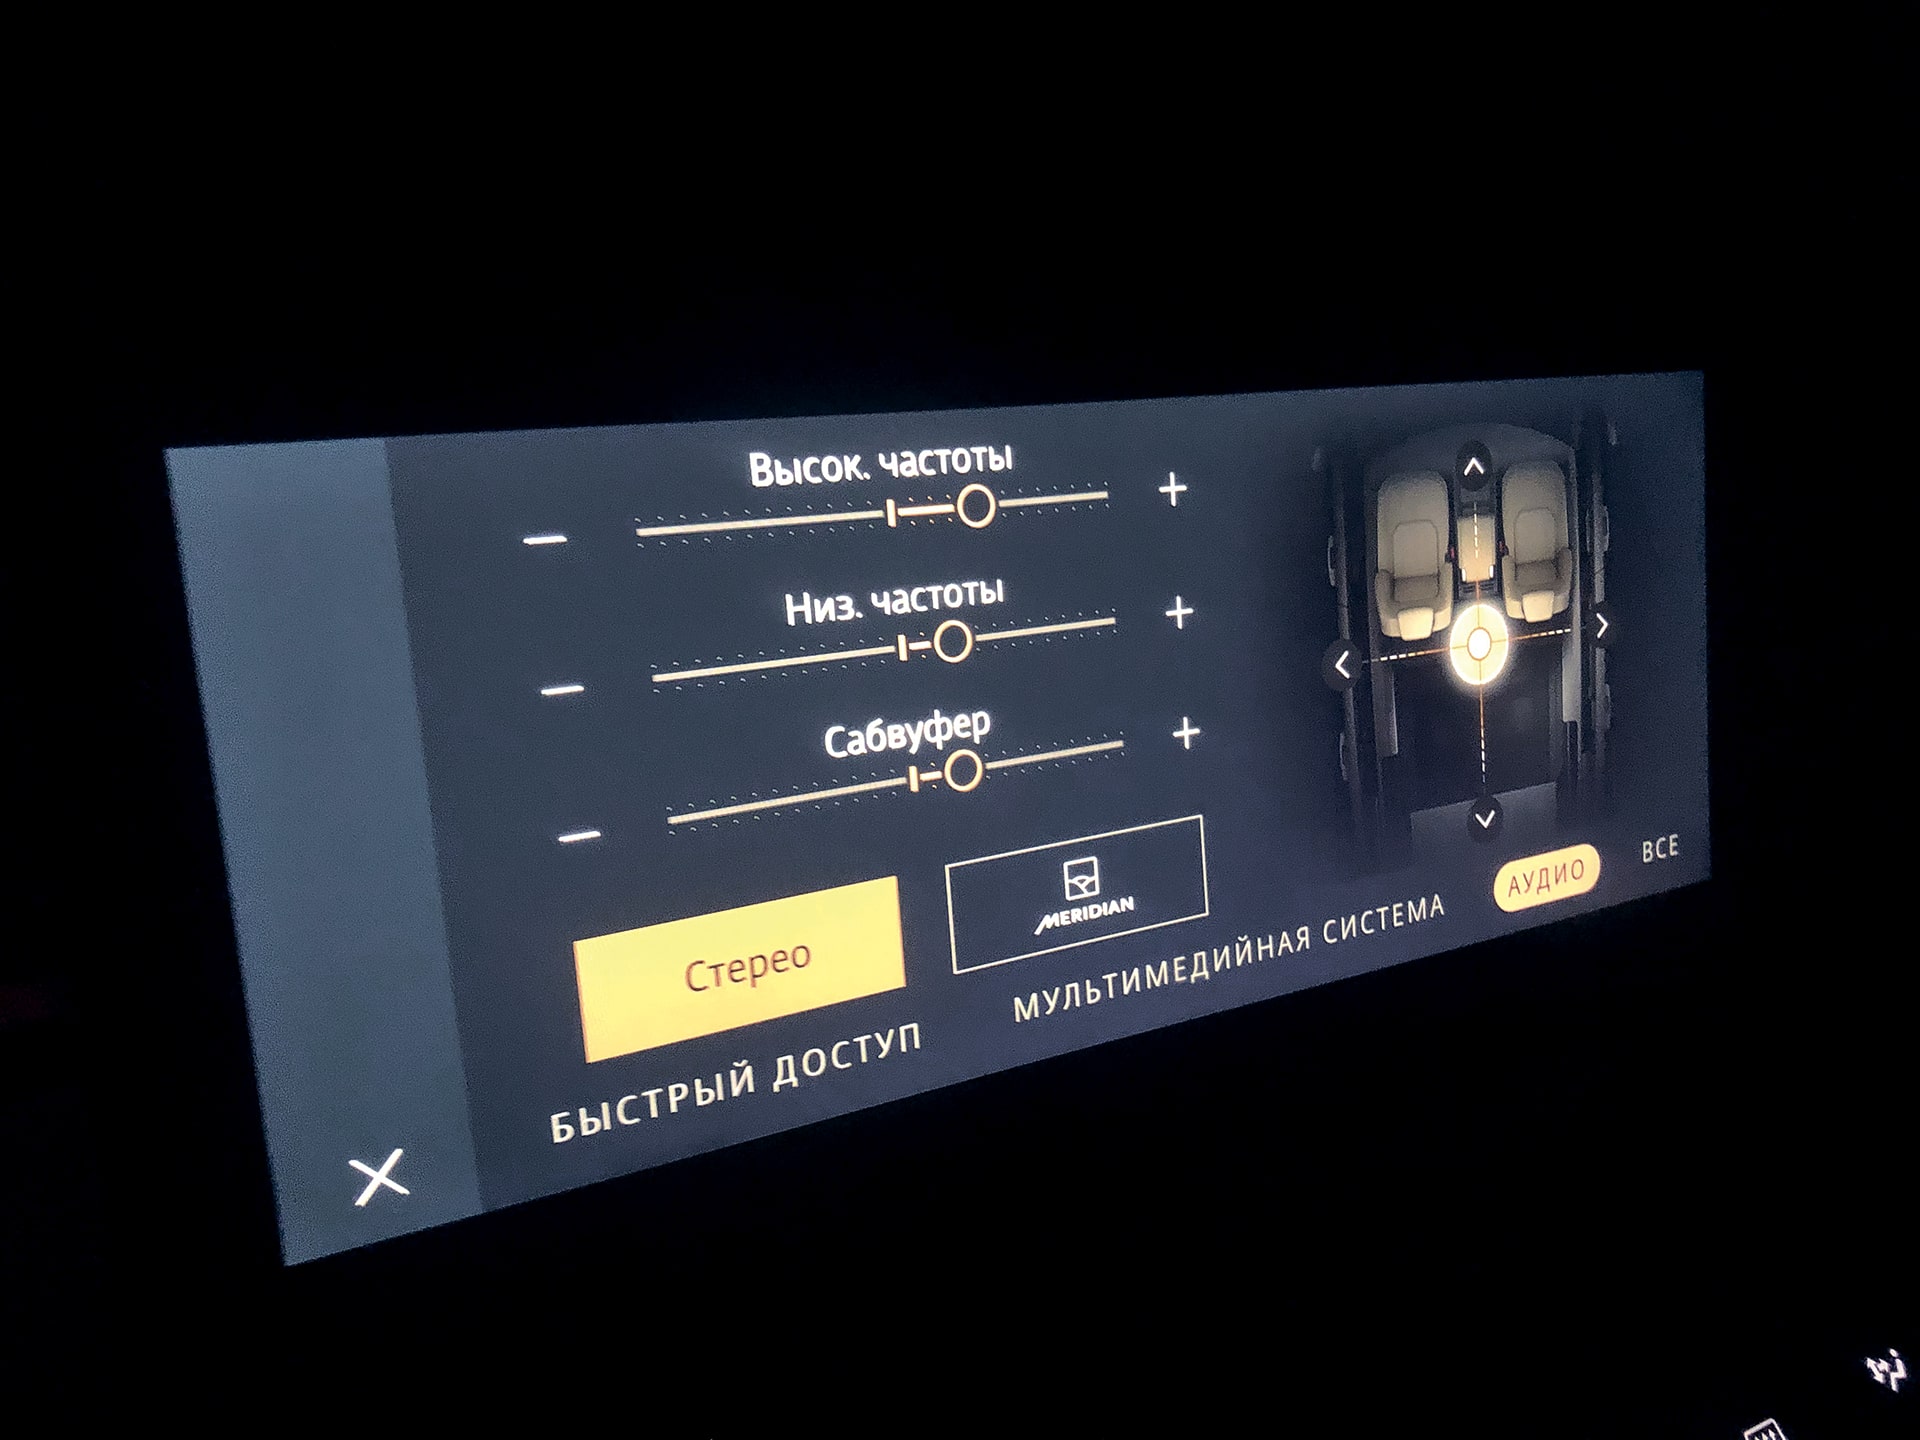 Высок. частоты
Низ. частоты
Сабвуфер
Стерео
MERIDIAN
БЫСТРЫЙ ДОСТУП
МУЛЬТИМЕДИЙНАЯ СИСТЕМА
АУДИО
ВСЕ